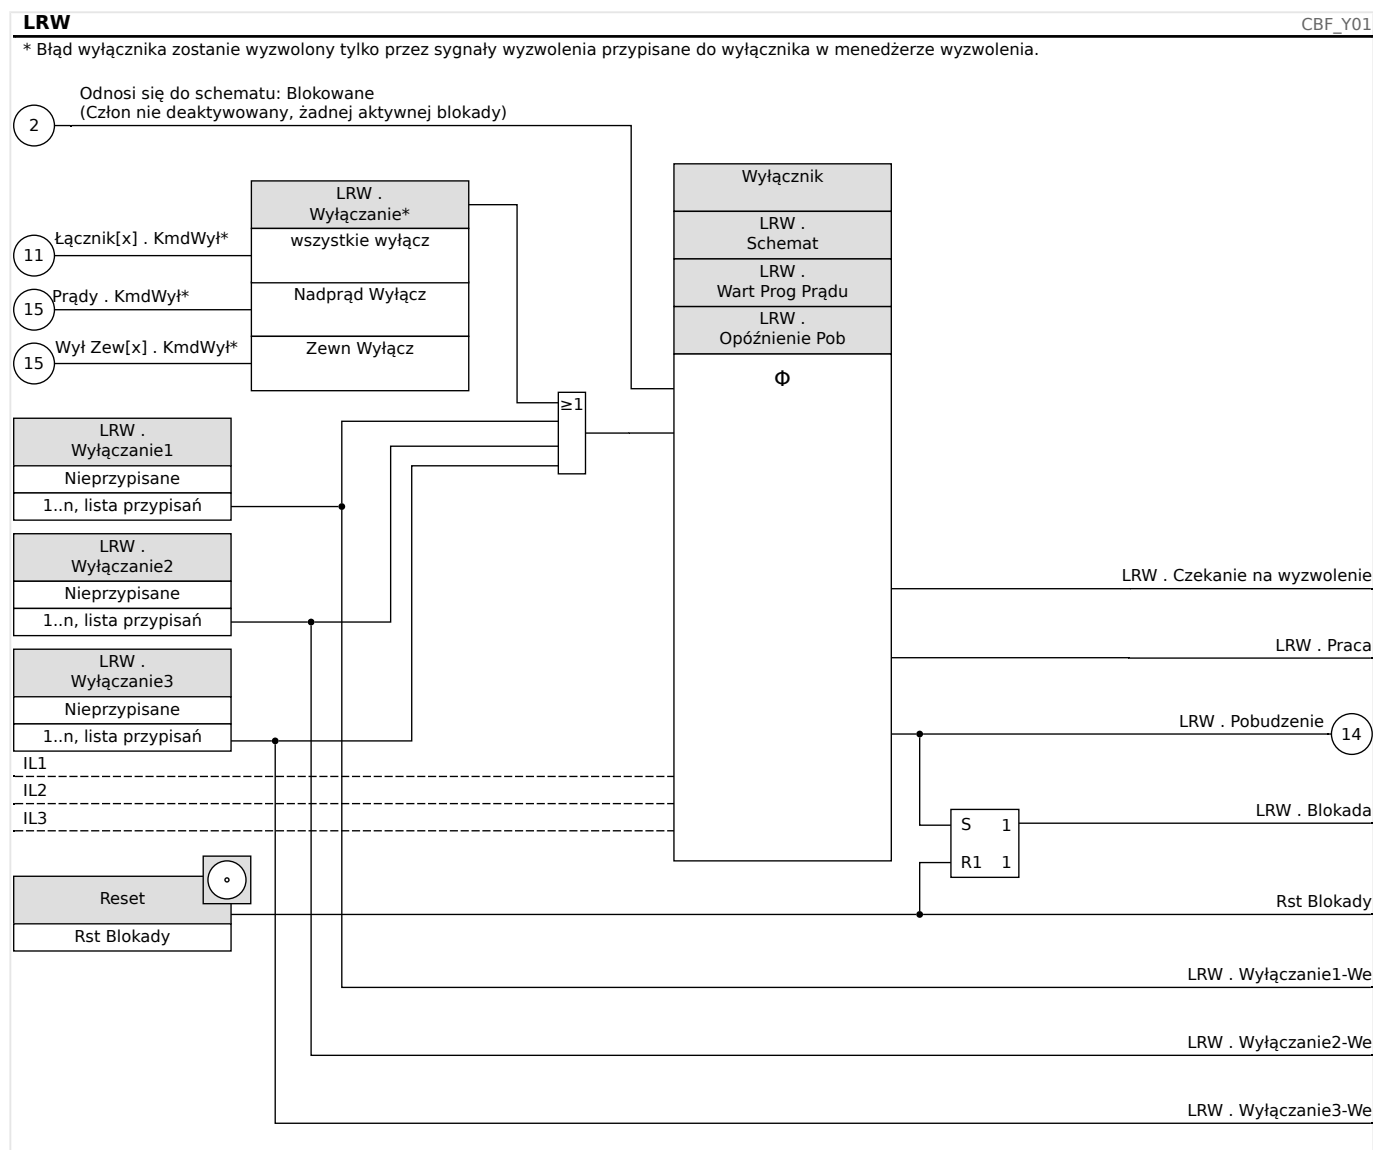 LRW
CBF_Y01
* Błąd wyłącznika zostanie wyzwolony tylko przez sygnały wyzwolenia przypisane do wyłącznika w menedżerze wyzwolenia.
Odnosi się do schematu: Blokowane
(Człon nie deaktywowany, żadnej aktywnej blokady)
2
LRW .
Wyłączanie*
wszystkie wyłącz
Nadprąd Wyłącz
Zewn Wyłącz
Łącznik[x] . KmdWył*
11
Prądy . KmdWył*
15
Wył Zew[x] . KmdWył*
15
Wyłącznik
LRW .
Schemat
LRW .
Wart Prog Prądu
LRW .
Opóźnienie Pob
Φ
≥1
LRW .
Wyłączanie1
Nieprzypisane
1..n, lista przypisań
LRW .
Wyłączanie2
Nieprzypisane
1..n, lista przypisań
LRW .
Wyłączanie3
Nieprzypisane
1..n, lista przypisań
IL1
IL2
IL3
LRW . Czekanie na wyzwolenie
LRW . Praca
LRW . Pobudzenie
14
S 1
R1 1
LRW . Blokada
Reset
Rst Blokady
Rst Blokady
LRW . Wyłączanie1-We
LRW . Wyłączanie2-We
LRW . Wyłączanie3-We